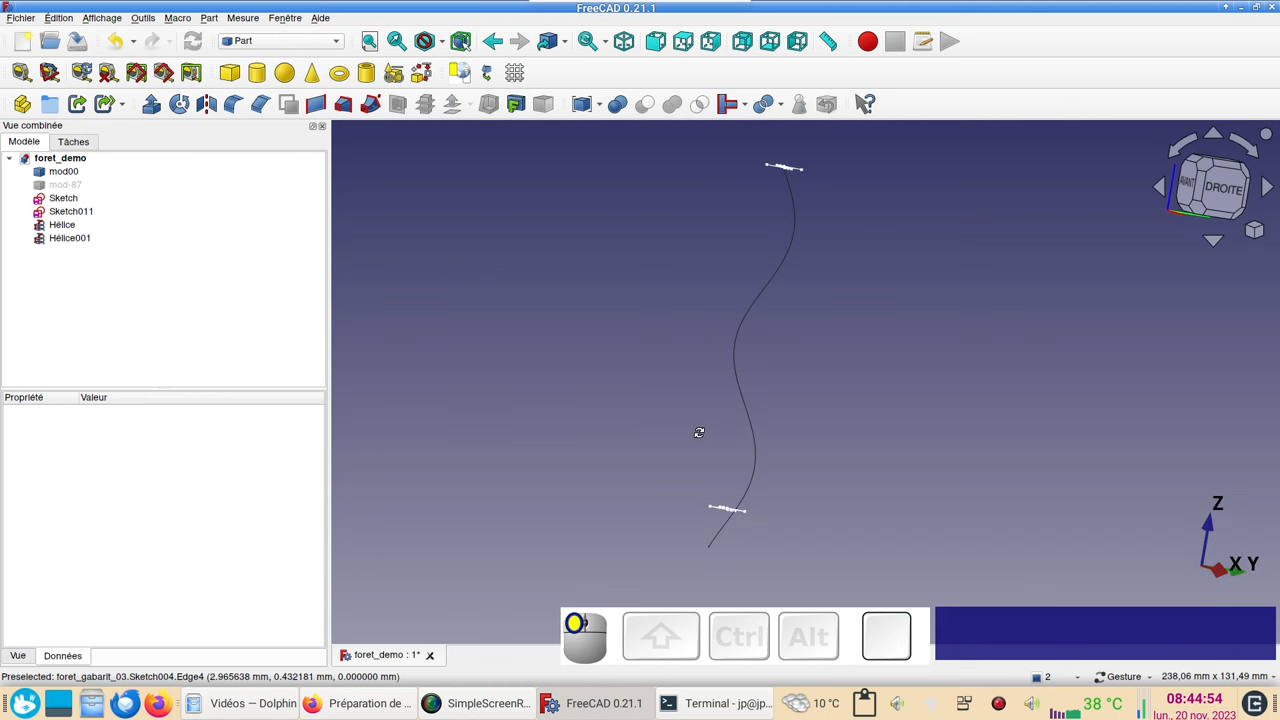 FreeCAD 0.21.1
Fichier Édition Affichage Outils Macro Part Mesure Fenêtre Aide
Part
Vue combinée
Modèle Tâches
foret_demo
mod00
mod-87
Sketch
Sketch011
Hélice
Hélice001
Propriété Valeur
AVANT DROITE
Z
X Y
Ctrl Alt
Vue Données
foret_demo : 1*
Preselected: foret_gabarit_03.Sketch004.Edge4 (2.965638 mm, 0.432181 mm, 0.000000 mm)
2 Gesture 238,06 mm x 131,49 mm
Vidéos — Dolphin
Préparation de ...
SimpleScreenR...
FreeCAD 0.21.1
Terminal - jp@jp...
10 °C
38 °C
08:44:54
lun., 20 nov. 2023